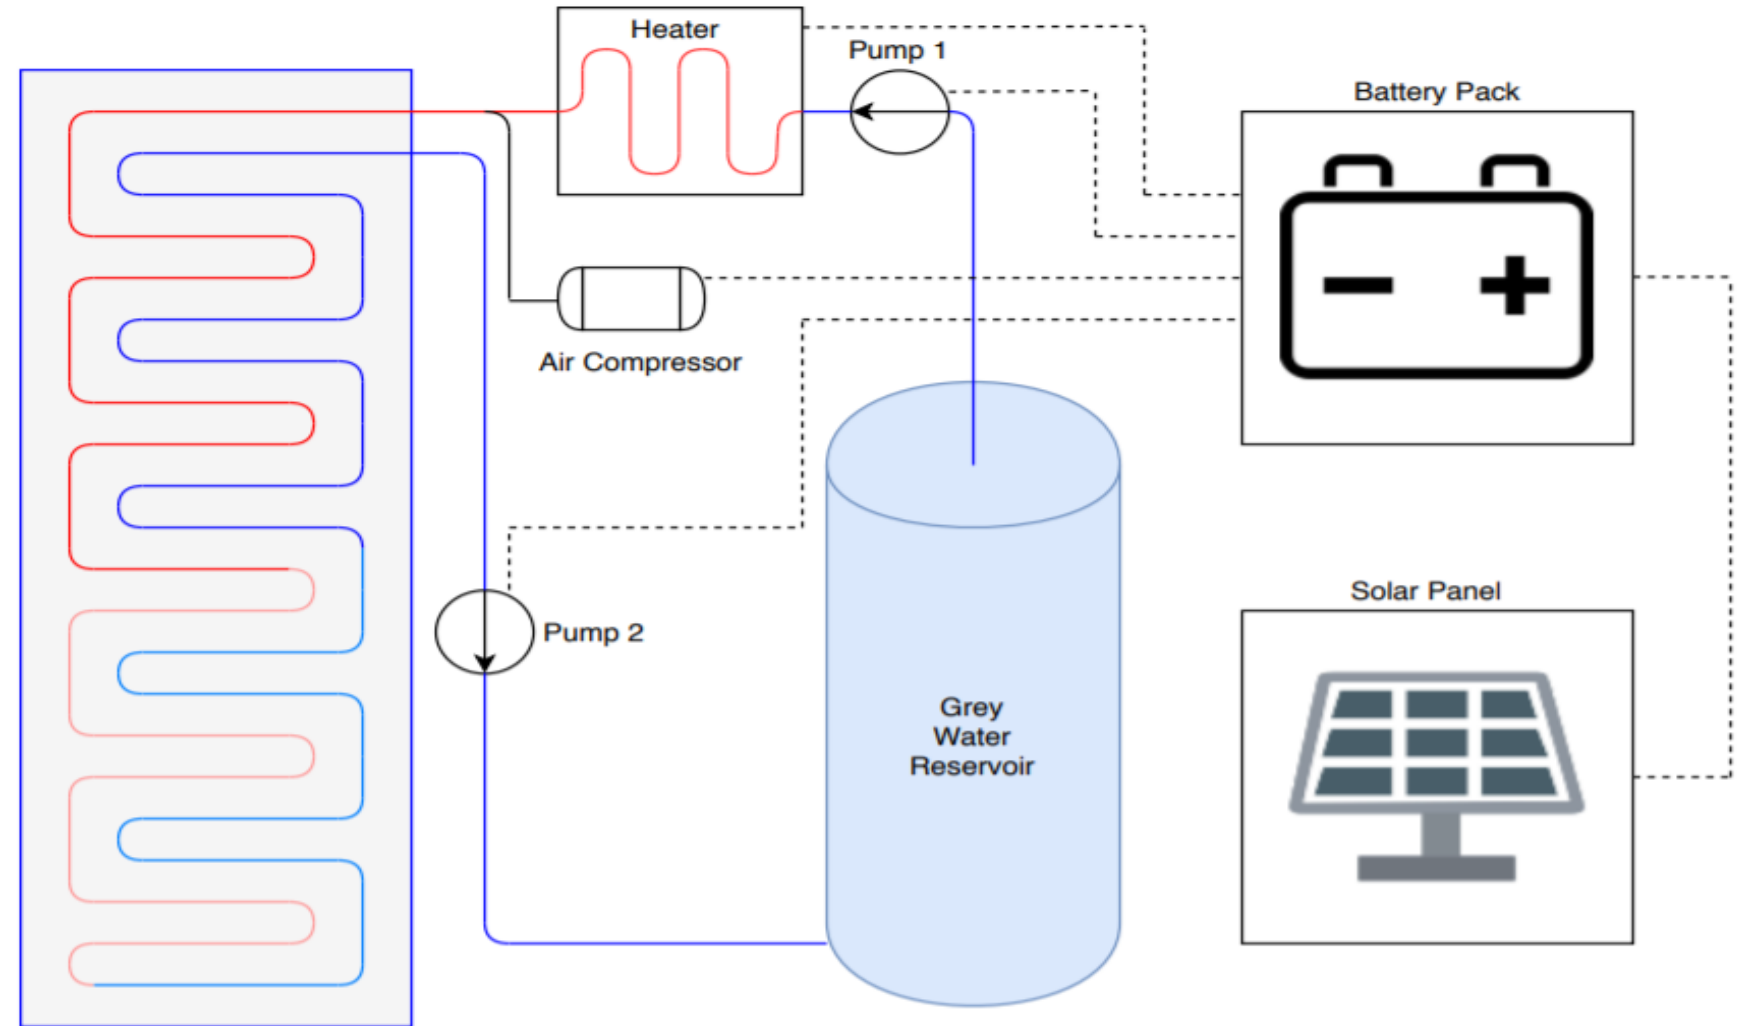 Heater
Pump 1
Battery Pack
Air Compressor
Solar Panel
Pump 2
Grey
Water
Reservoir